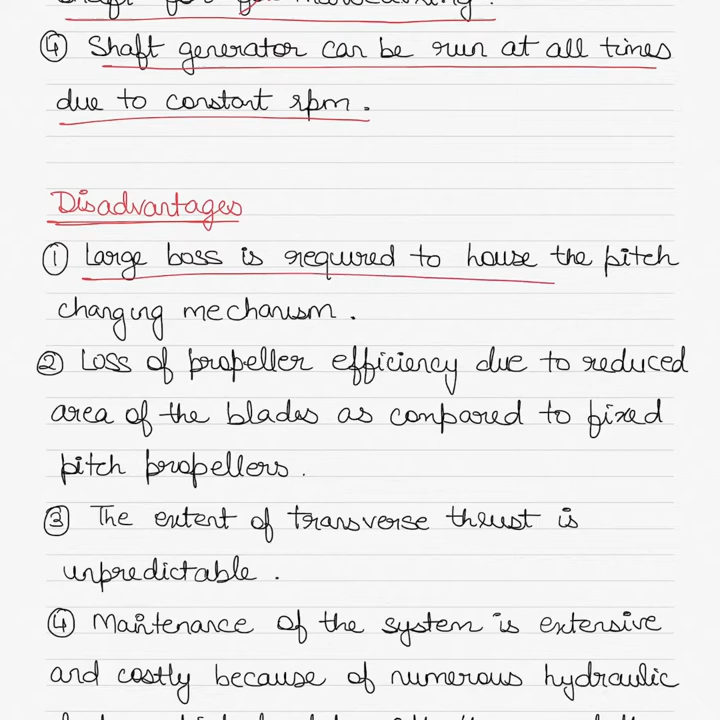 ④ Shaft generator can be run at all times
due to constant rpm.
Disadvantages
① Large boss is required to house the pitch
changing mechanism.
② Loss of propeller efficiency due to reduced
area of the blades as compared to fixed
pitch propellers.
③ The extent of transverse thrust is
unpredictable.
④ Maintenance of the system is extensive
and costly because of numerous hydraulic